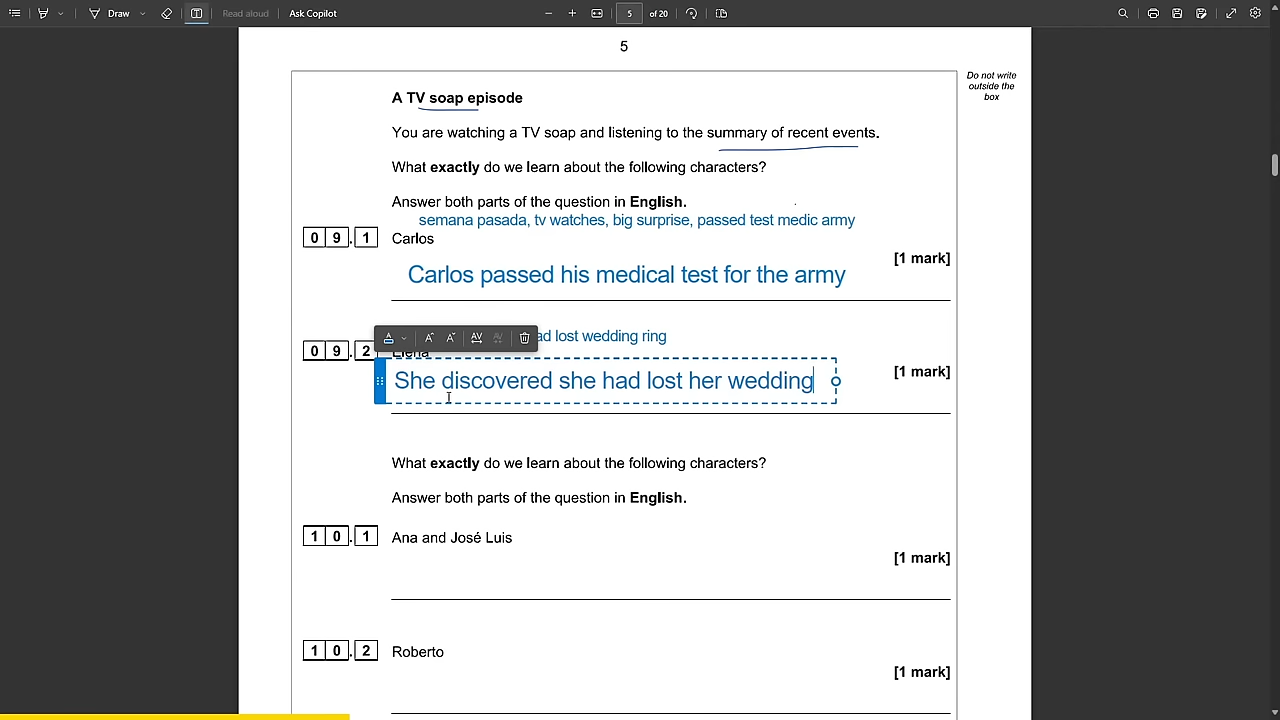 Draw
Read aloud
Ask Copilot
5 of 20
5
Do not write
outside the
box
A TV soap episode
You are watching a TV soap and listening to the summary of recent events.
What exactly do we learn about the following characters?
Answer both parts of the question in English.
semana pasada, tv watches, big surprise, passed test medic army
0 9 . 1 Carlos
[1 mark]
Carlos passed his medical test for the army
ad lost wedding ring
0 9 . 2 Elena
[1 mark]
She discovered she had lost her wedding
What exactly do we learn about the following characters?
Answer both parts of the question in English.
1 0 . 1 Ana and José Luis
[1 mark]
1 0 . 2 Roberto
[1 mark]